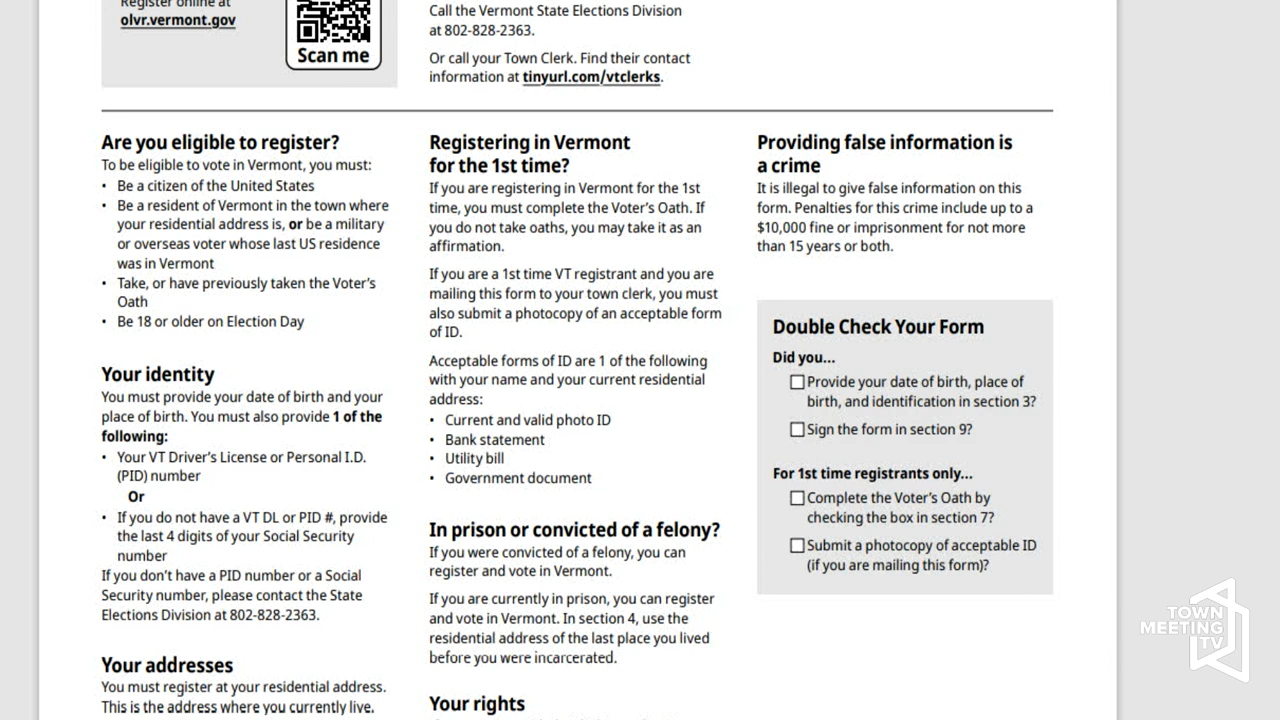 Register online at
olvr.vermont.gov
Scan me
Call the Vermont State Elections Division
at 802-828-2363.
Or call your Town Clerk. Find their contact
information at tinyurl.com/vtclerks.
Are you eligible to register?
To be eligible to vote in Vermont, you must:
• Be a citizen of the United States
• Be a resident of Vermont in the town where
your residential address is, or be a military
or overseas voter whose last US residence
was in Vermont
• Take, or have previously taken the Voter's
Oath
• Be 18 or older on Election Day
Your identity
You must provide your date of birth and your
place of birth. You must also provide 1 of the
following:
• Your VT Driver's License or Personal I.D.
(PID) number
Or
• If you do not have a VT DL or PID #, provide
the last 4 digits of your Social Security
number
If you don't have a PID number or a Social
Security number, please contact the State
Elections Division at 802-828-2363.
Your addresses
You must register at your residential address.
This is the address where you currently live.
Registering in Vermont
for the 1st time?
If you are registering in Vermont for the 1st
time, you must complete the Voter's Oath. If
you do not take oaths, you may take it as an
affirmation.
If you are a 1st time VT registrant and you are
mailing this form to your town clerk, you must
also submit a photocopy of an acceptable form
of ID.
Acceptable forms of ID are 1 of the following
with your name and your current residential
address:
• Current and valid photo ID
• Bank statement
• Utility bill
• Government document
In prison or convicted of a felony?
If you were convicted of a felony, you can
register and vote in Vermont.
If you are currently in prison, you can register
and vote in Vermont. In section 4, use the
residential address of the last place you lived
before you were incarcerated.
Your rights
Providing false information is
a crime
It is illegal to give false information on this
form. Penalties for this crime include up to a
$10,000 fine or imprisonment for not more
than 15 years or both.
Double Check Your Form
Did you...
Provide your date of birth, place of
birth, and identification in section 3?
Sign the form in section 9?
For 1st time registrants only...
Complete the Voter's Oath by
checking the box in section 7?
Submit a photocopy of acceptable ID
(if you are mailing this form)?
TOWN
MEETING
TV